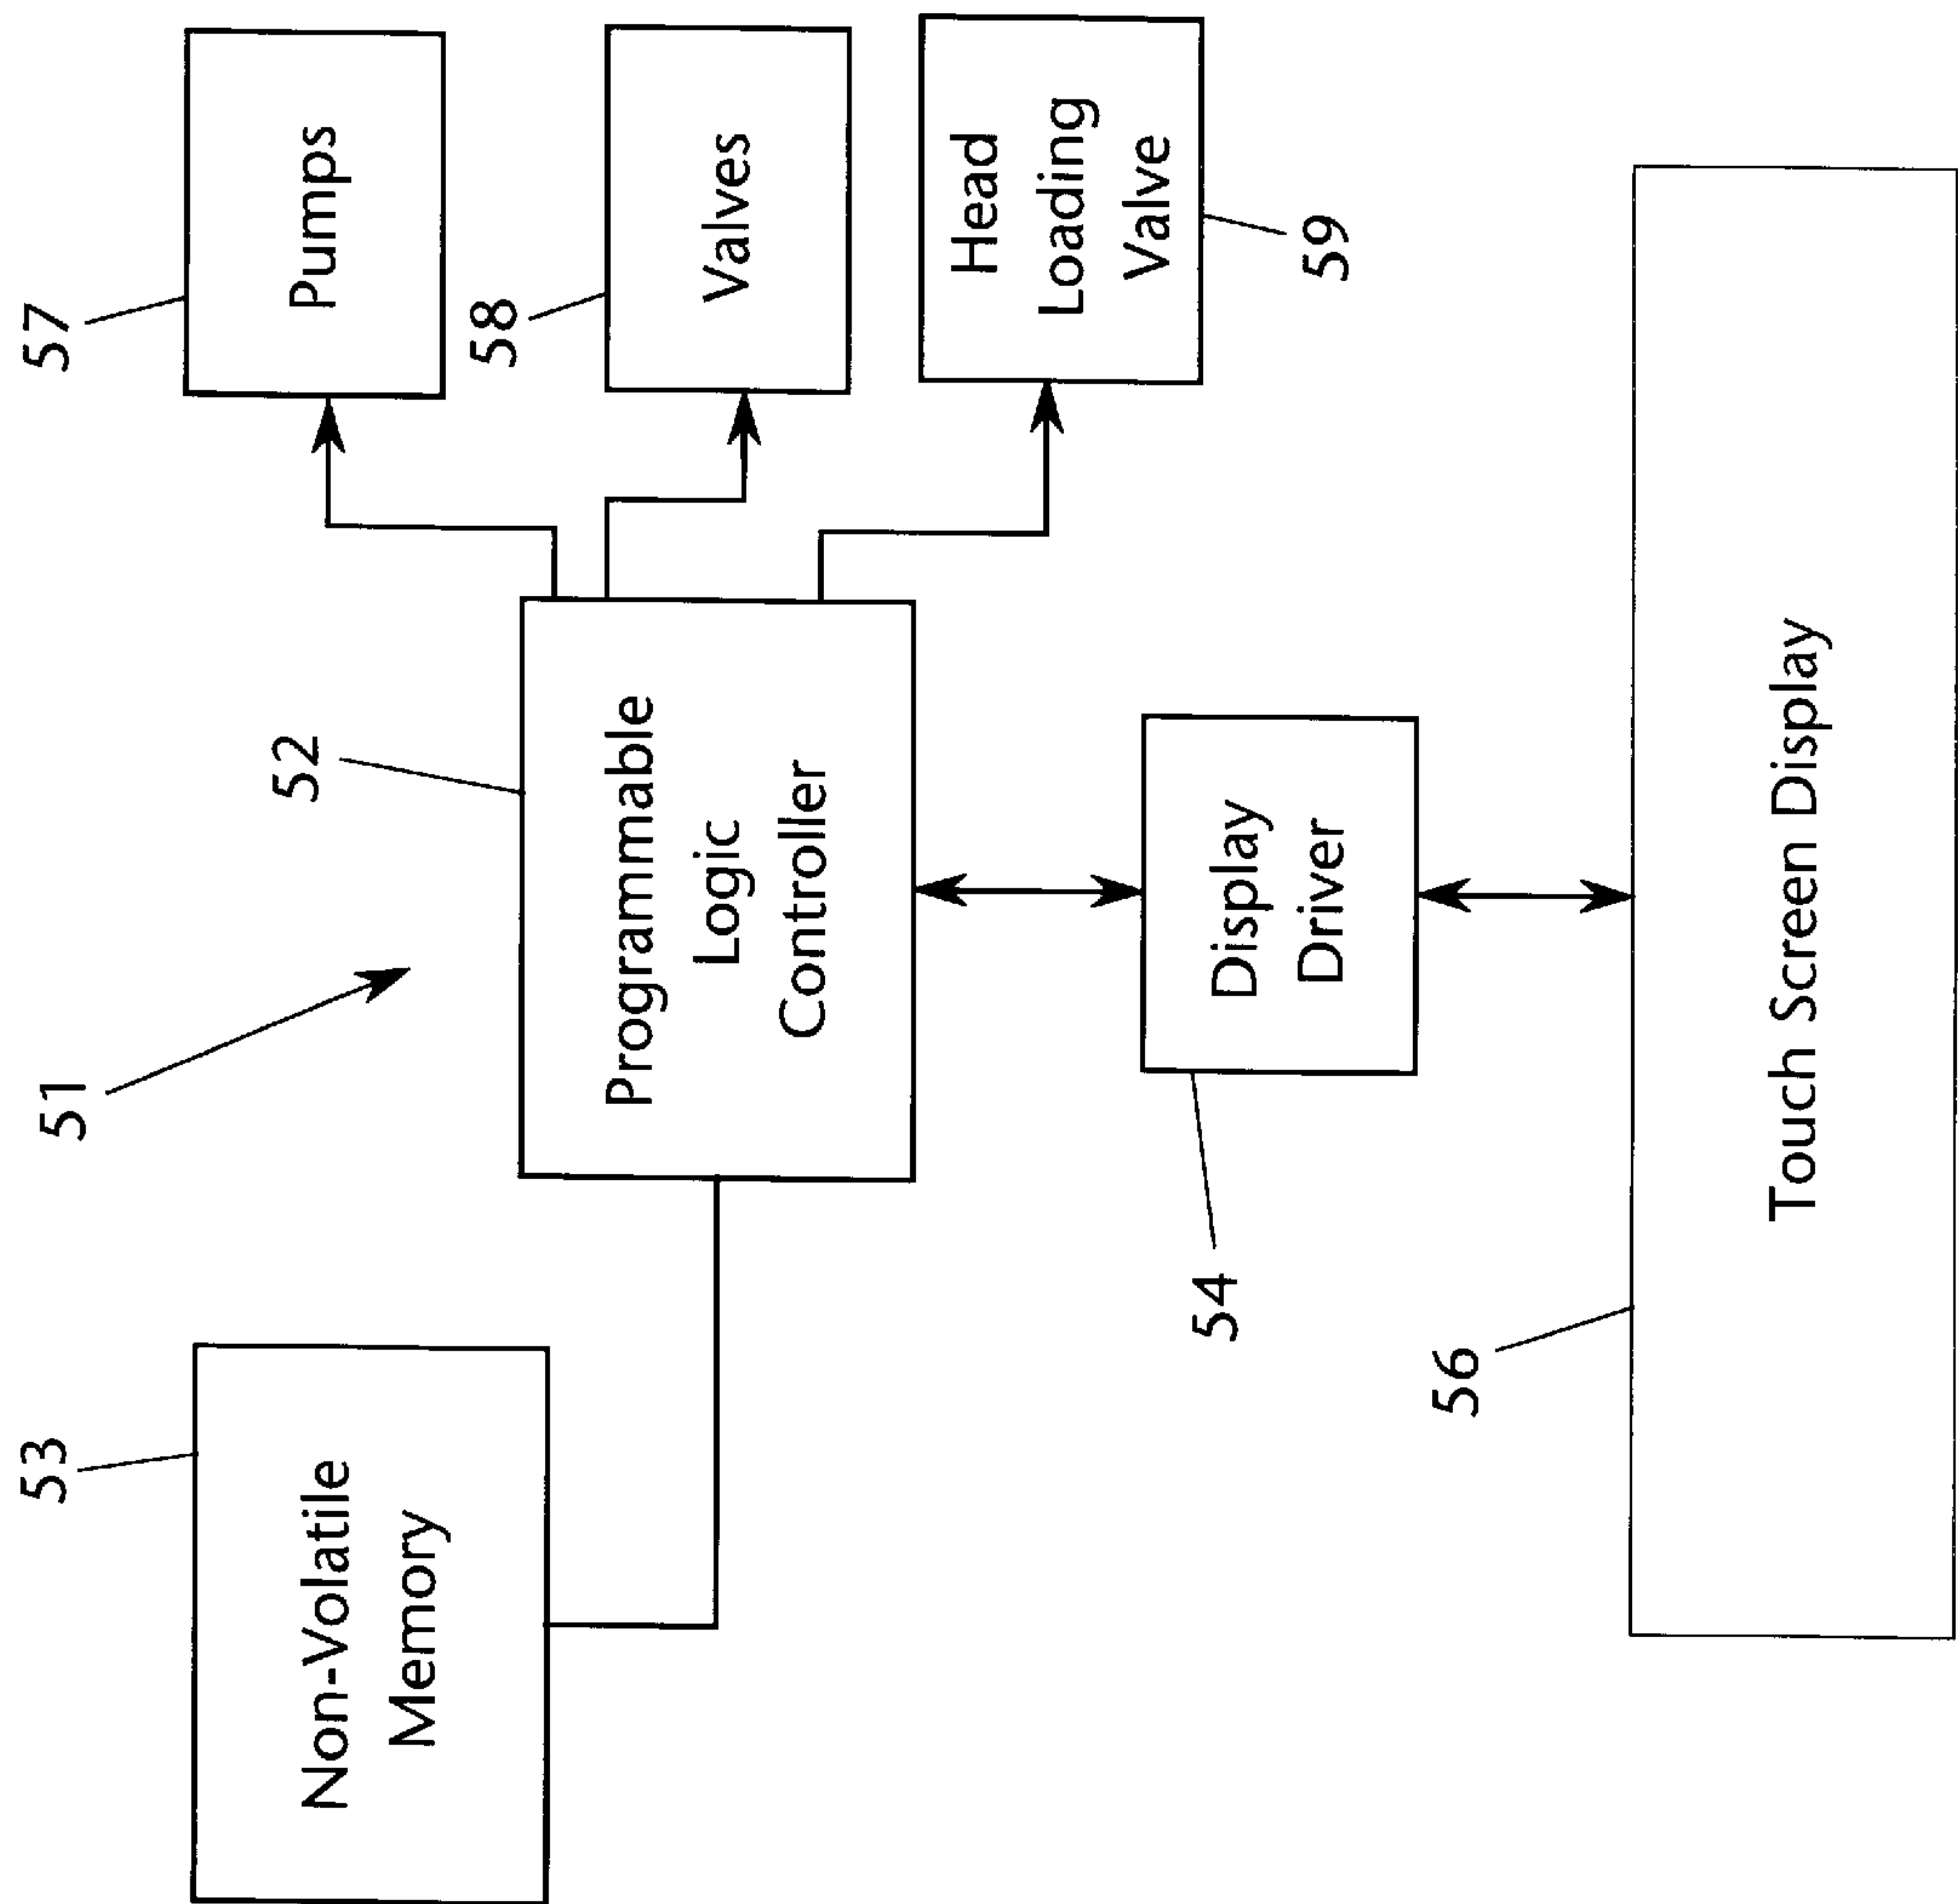 53
Non-Volatile
Memory
51
52
Programmable
Logic
Controller
57
Pumps
58
Valves
Head
Loading
Valve
59
54
Display
Driver
56
Touch Screen Display